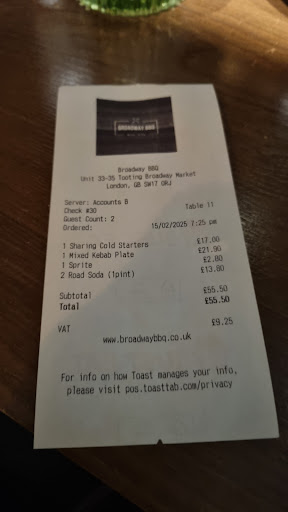 BROADWAY BBQ
Broadway BBQ
Unit 33-35 Tooting Broadway Market
London, GB SW17 0RJ
Server: Accounts B
Check #30 Table 11
Guest Count: 2
Ordered: 15/02/2025 7:25 pm
1 Sharing Cold Starters £17.00
1 Mixed Kebab Plate £21.90
1 Sprite £2.80
2 Road Soda (1pint) £13.80
Subtotal £55.50
Total £55.50
VAT £9.25
www.broadwaybbq.co.uk
For info on how Toast manages your info,
please visit pos.toasttab.com/privacy